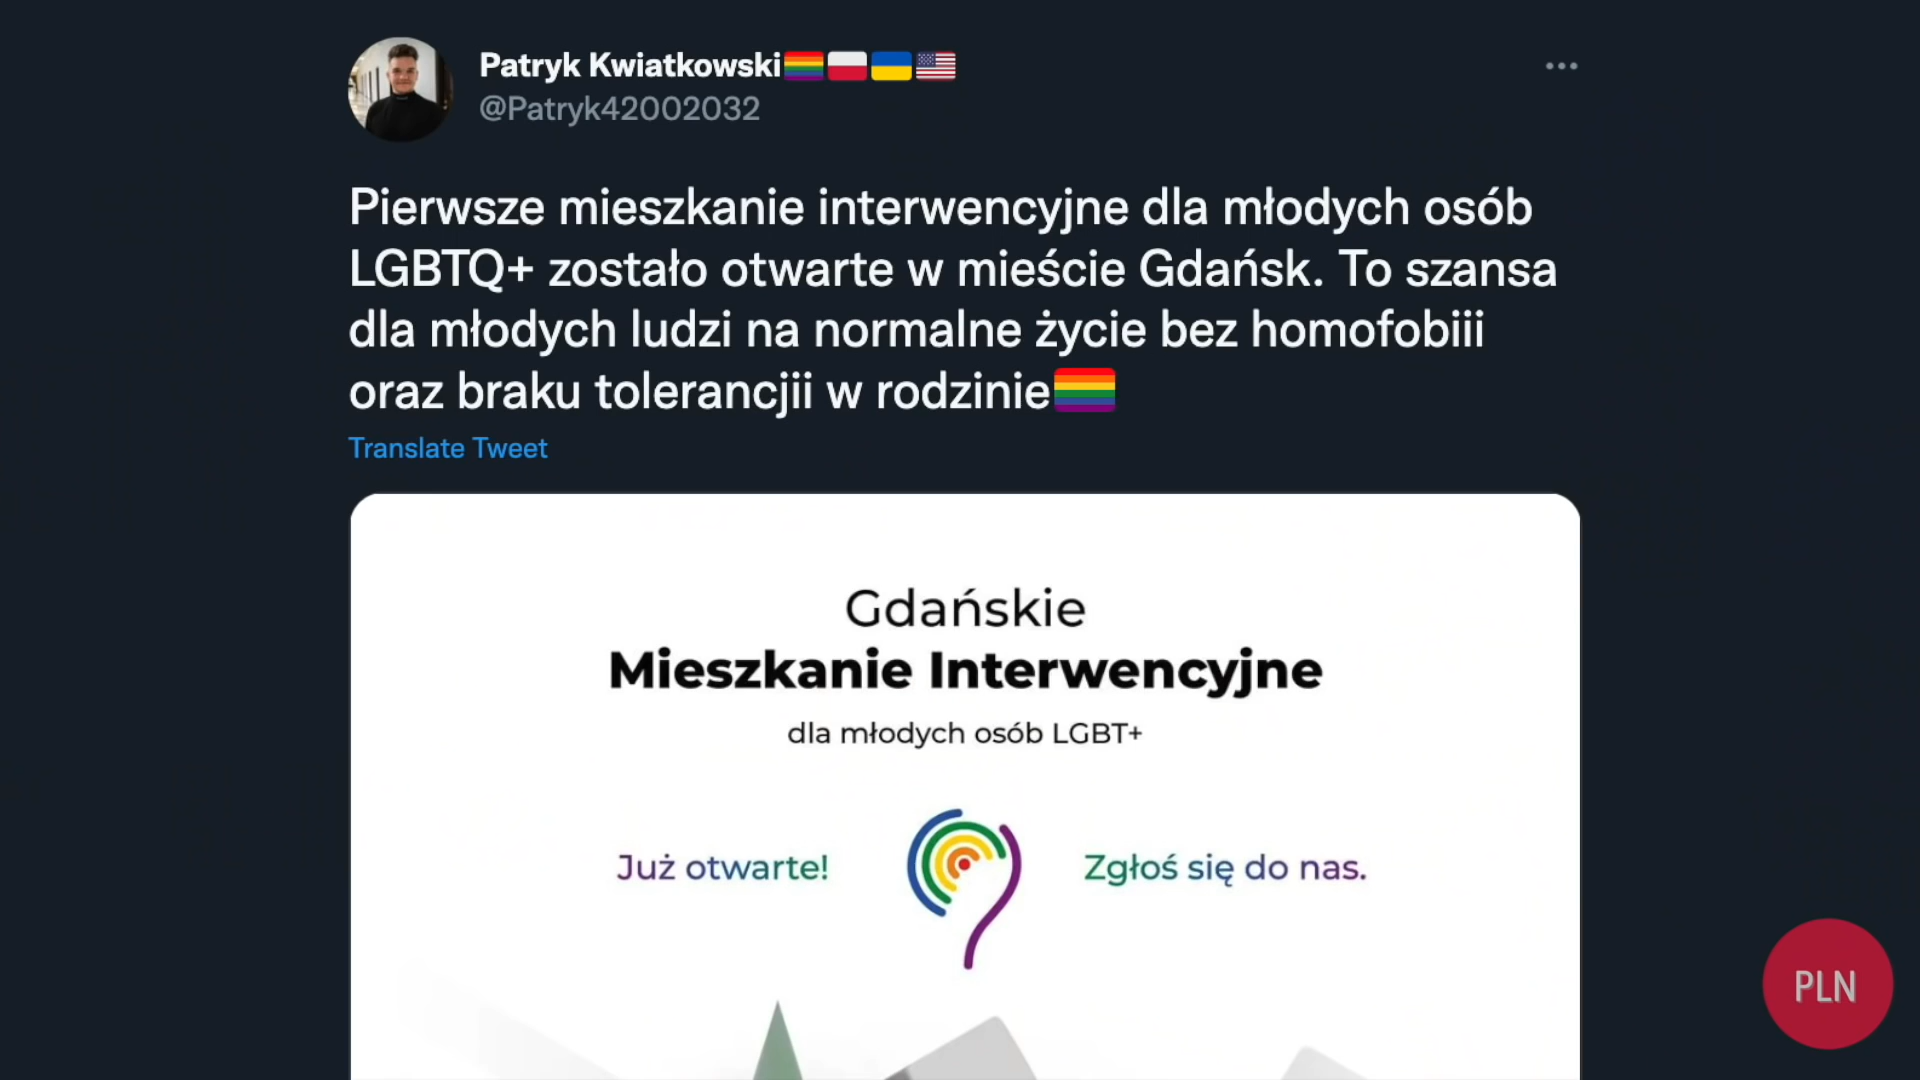 Patryk Kwiatkowski🏳️‍🌈🇵🇱🇺🇦🇺🇸
@Patryk42002032
Pierwsze mieszkanie interwencyjne dla młodych osób
LGBTQ+ zostało otwarte w mieście Gdańsk. To szansa
dla młodych ludzi na normalne życie bez homofobiii
oraz braku tolerancjii w rodzinie🏳️‍🌈
Translate Tweet
Gdańskie
Mieszkanie Interwencyjne
dla młodych osób LGBT+
Już otwarte!
Zgłoś się do nas.
PLN